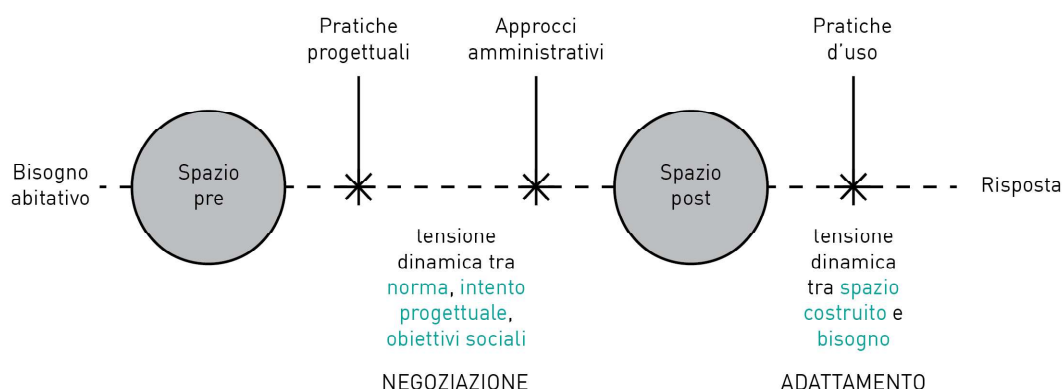 Pratiche
progettuali
Approcci
amministrativi
Pratiche
d'uso
Bisogno
abitativo
Spazio
pre
Spazio
post
Risposta
tensione
dinamica tra
norma, intento
progettuale,
obiettivi sociali
tensione
dinamica
tra spazio
costruito e
bisogno
NEGOZIAZIONE
ADATTAMENTO